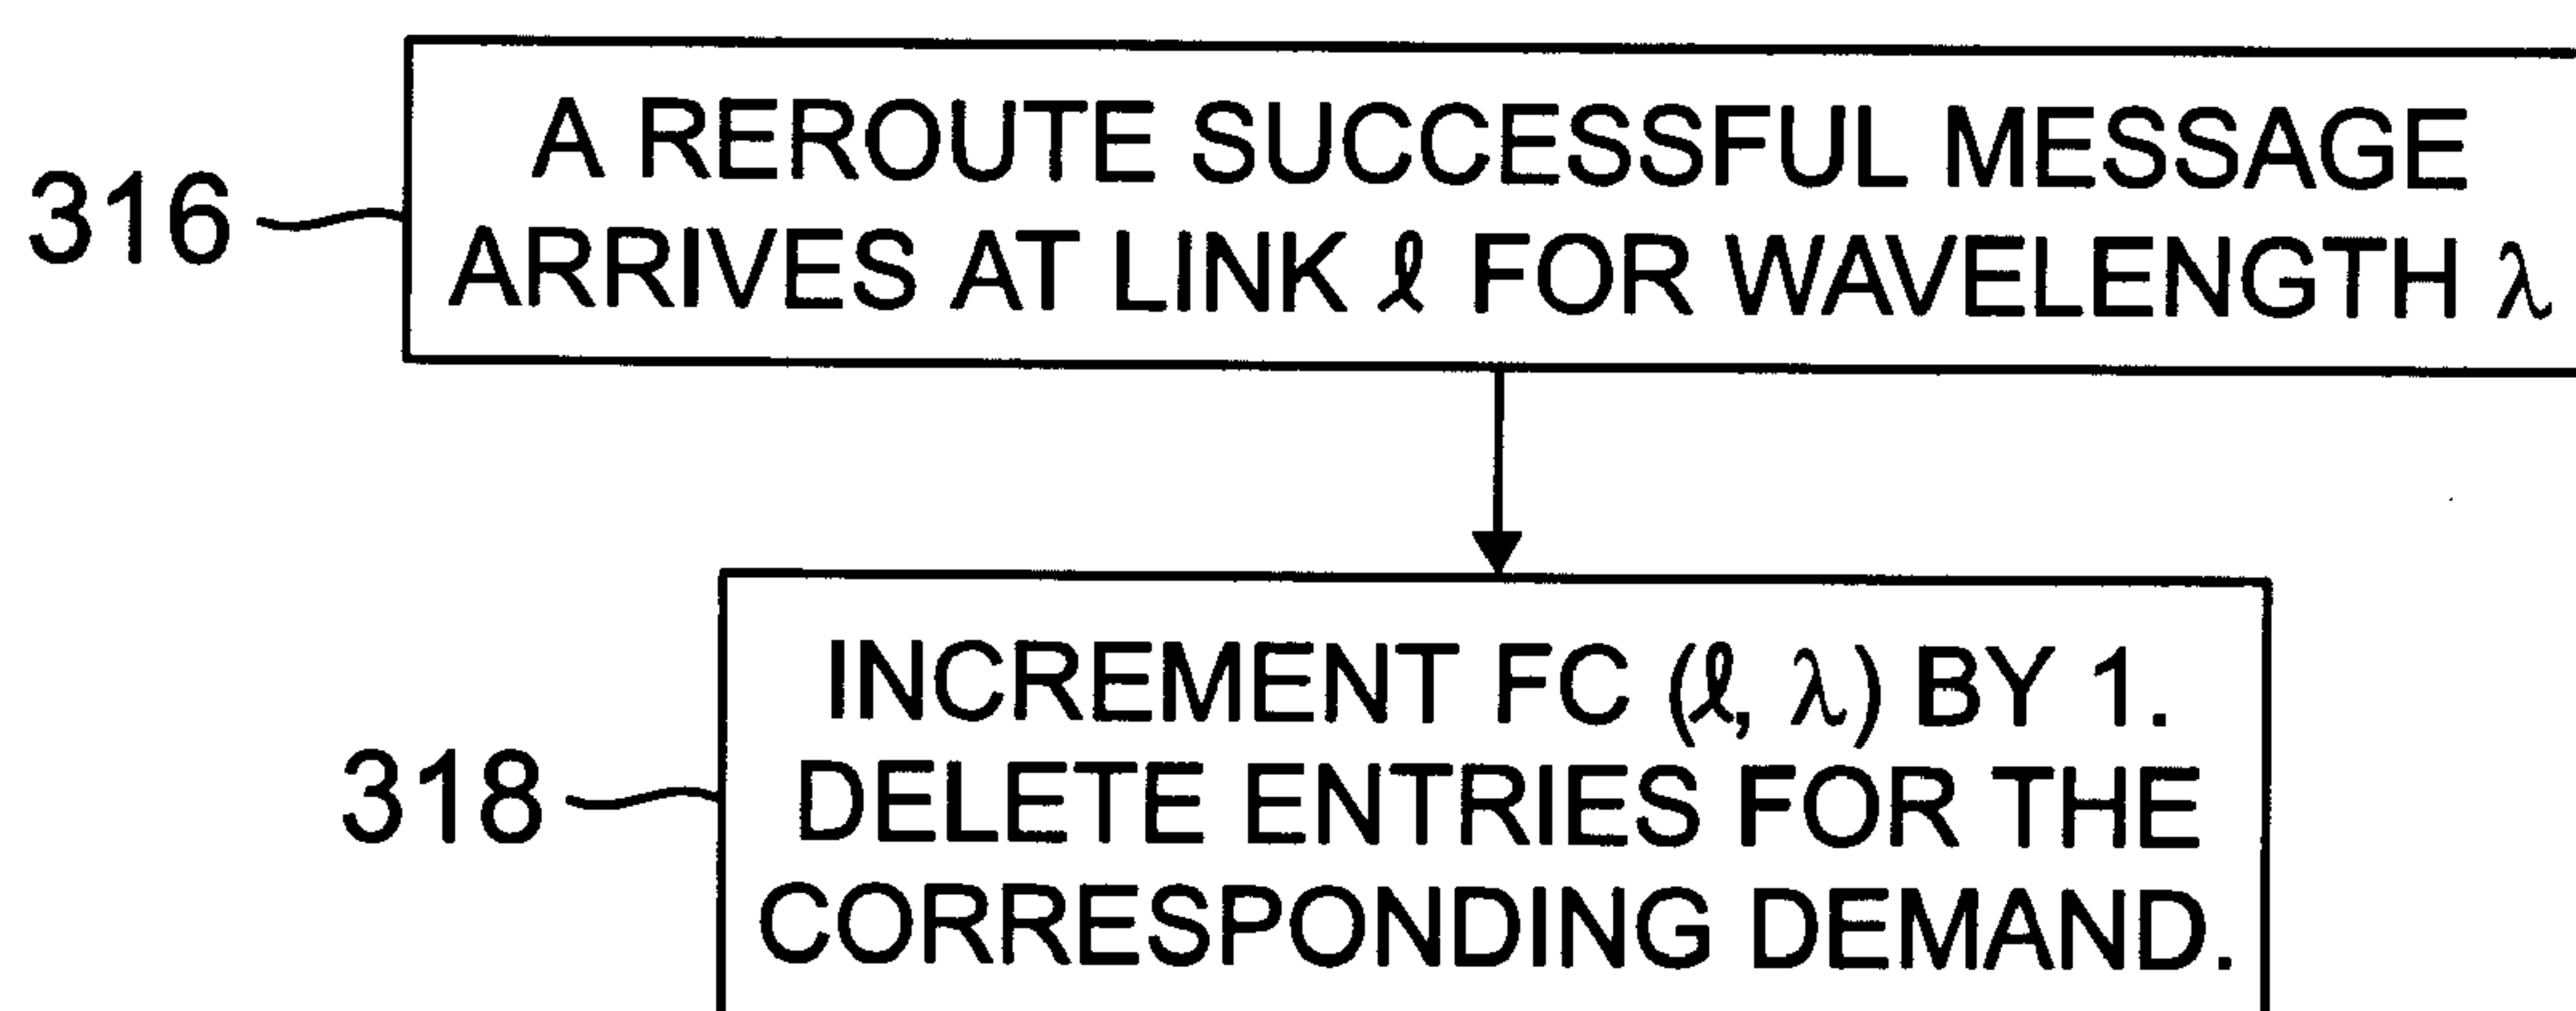 A REROUTE SUCCESSFUL MESSAGE
316
ARRIVES AT LINK ℓ FOR WAVELENGTH λ
INCREMENT FC (ℓ, λ) BY 1.
318
DELETE ENTRIES FOR THE
CORRESPONDING DEMAND.